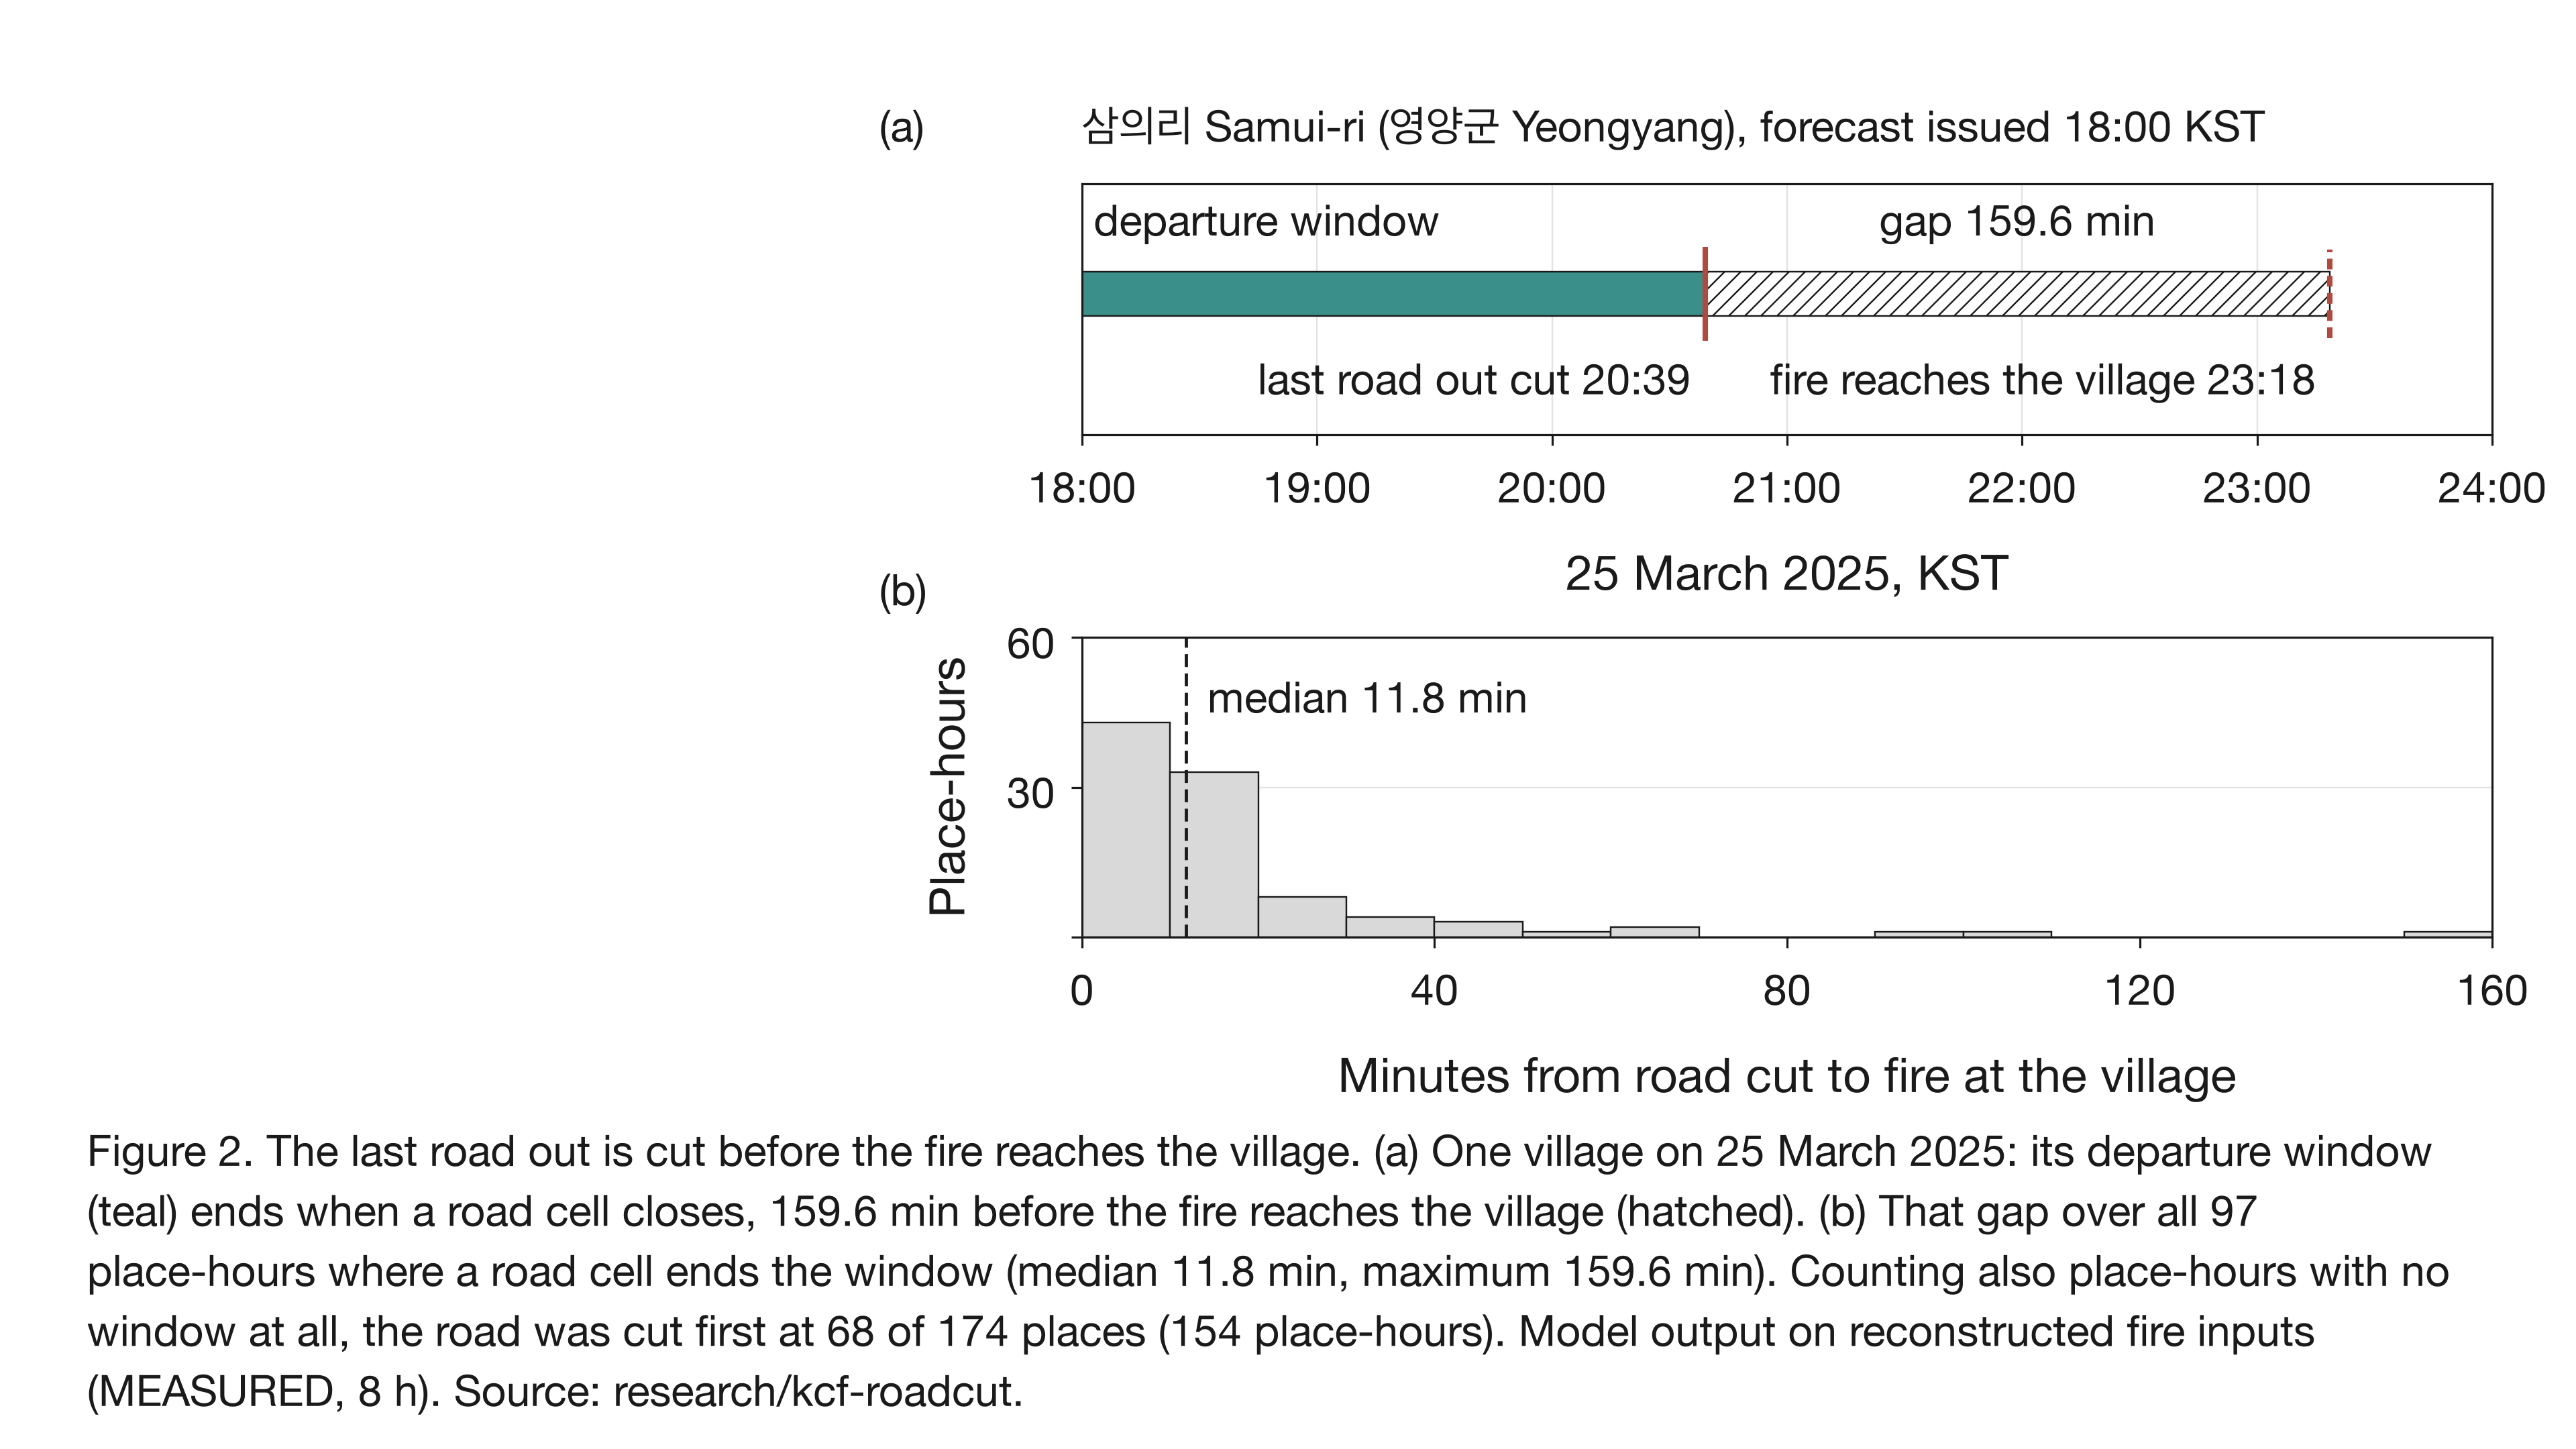 (a)
삼의리 Samui-ri (영양군 Yeongyang), forecast issued 18:00 KST
departure window
gap 159.6 min
last road out cut 20:39
fire reaches the village 23:18
18:00 19:00 20:00 21:00 22:00 23:00 24:00
25 March 2025, KST
(b)
Place-hours
60
30
median 11.8 min
0 40 80 120 160
Minutes from road cut to fire at the village
Figure 2. The last road out is cut before the fire reaches the village. (a) One village on 25 March 2025: its departure window
(teal) ends when a road cell closes, 159.6 min before the fire reaches the village (hatched). (b) That gap over all 97
place-hours where a road cell ends the window (median 11.8 min, maximum 159.6 min). Counting also place-hours with no
window at all, the road was cut first at 68 of 174 places (154 place-hours). Model output on reconstructed fire inputs
(MEASURED, 8 h). Source: research/kcf-roadcut.